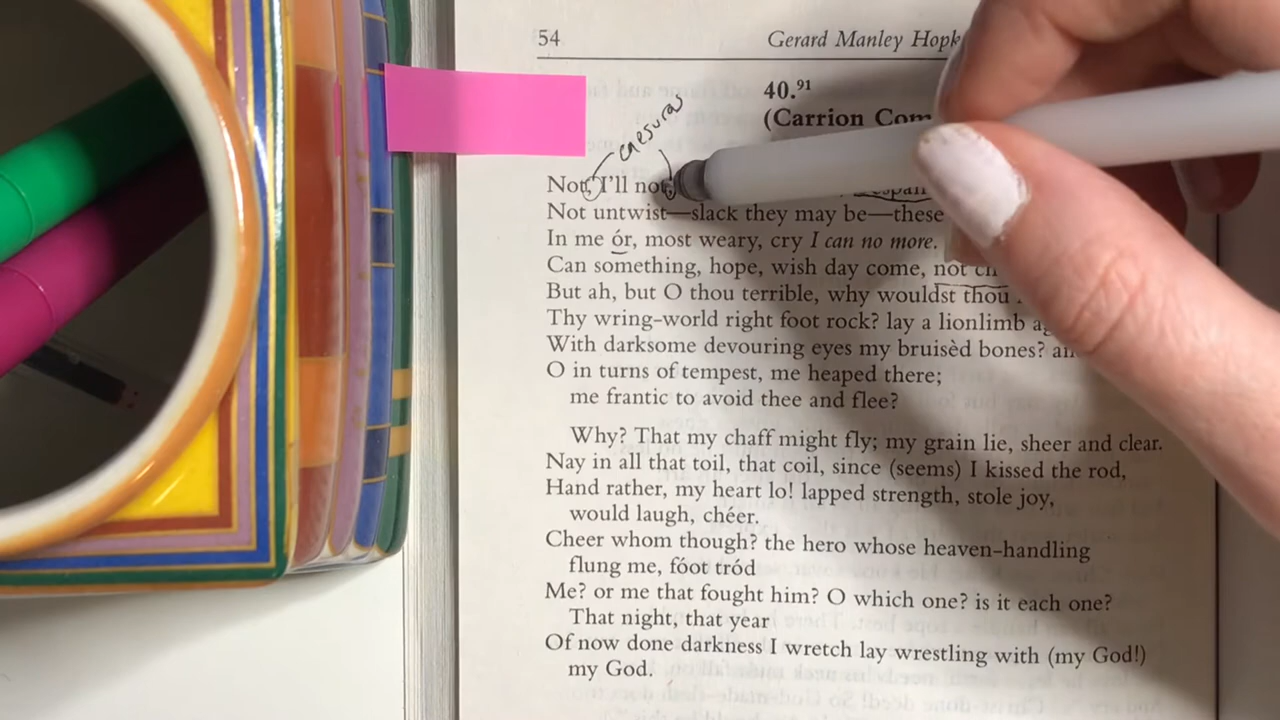 54 Gerard Manley Hopk
40.91
(Carrion Com
caesuras
Not, I'll not,
Not untwist—slack they may be—these
In me ór, most weary, cry I can no more.
Can something, hope, wish day come, not ch
But ah, but O thou terrible, why wouldst thou
Thy wring-world right foot rock? lay a lionlimb ag
With darksome devouring eyes my bruisèd bones? an
O in turns of tempest, me heaped there;
me frantic to avoid thee and flee?
Why? That my chaff might fly; my grain lie, sheer and clear.
Nay in all that toil, that coil, since (seems) I kissed the rod,
Hand rather, my heart lo! lapped strength, stole joy,
would laugh, chéer.
Cheer whom though? the hero whose heaven-handling
flung me, fóot tród
Me? or me that fought him? O which one? is it each one?
That night, that year
Of now done darkness I wretch lay wrestling with (my God!)
my God.